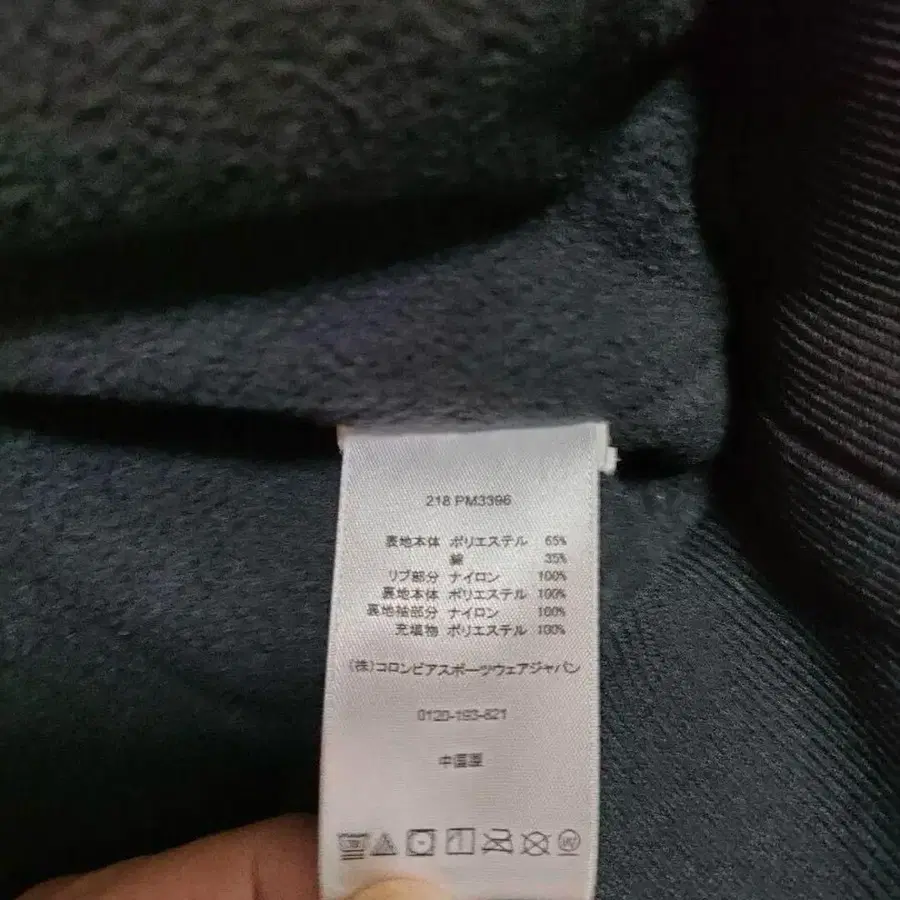 218 PM3396
表地本体 ポリエステル 65%
綿 35%
リブ部分 ナイロン 100%
裏地本体 ポリエステル 100%
裏地袖部分 ナイロン 100%
充填物 ポリエステル 100%
(株)コロンビアスポーツウェアジャパン
0120-193-821
中国製